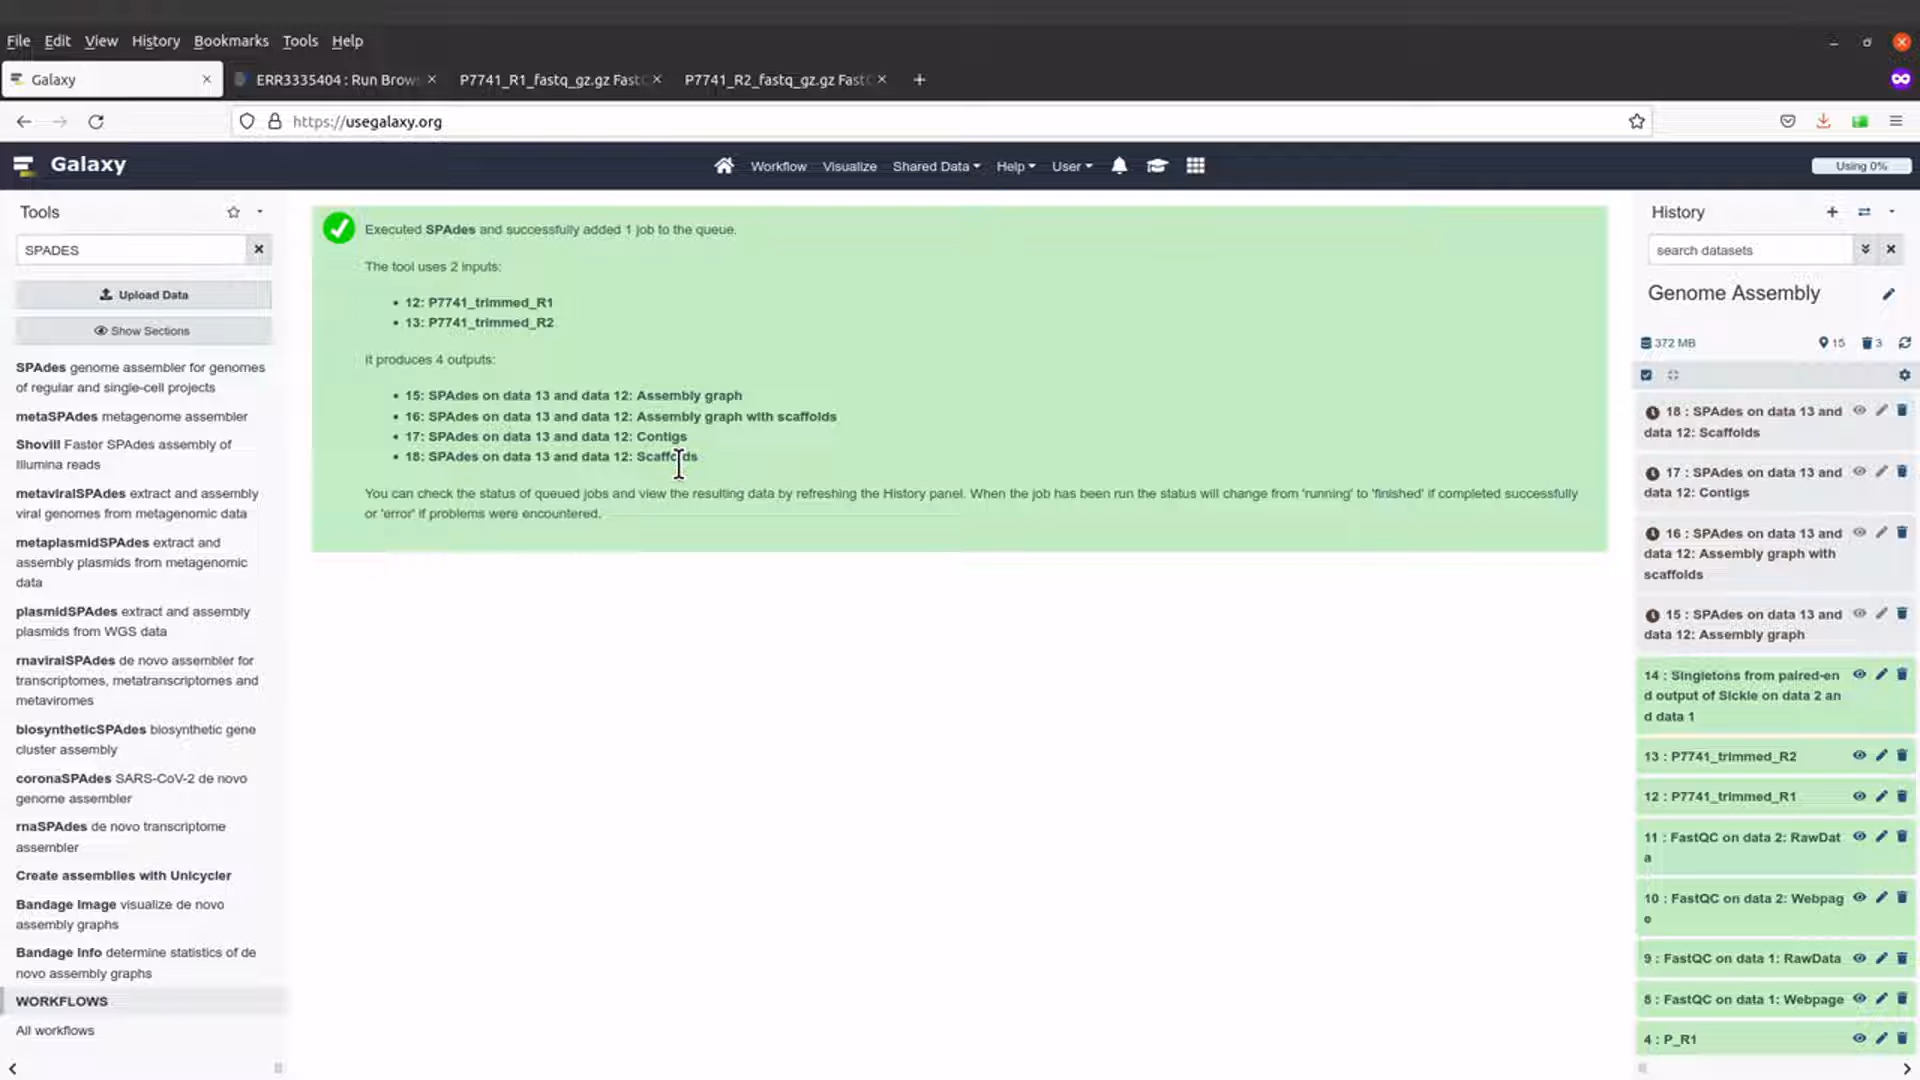 File Edit View History Bookmarks Tools Help
Galaxy
ERR3335404 : Run Brow
P7741_R1_fastq_gz.gz Fast
P7741_R2_fastq_gz.gz Fast
https://usegalaxy.org
Galaxy
Workflow Visualize Shared Data Help User
Using 0%
Tools
SPADES
Upload Data
Show Sections
SPAdes genome assembler for genomes
of regular and single-cell projects
metaSPAdes metagenome assembler
Shovill Faster SPAdes assembly of
Illumina reads
metaviralSPAdes extract and assembly
viral genomes from metagenomic data
metaplasmidSPAdes extract and
assembly plasmids from metagenomic
data
plasmidSPAdes extract and assembly
plasmids from WGS data
rnaviralSPAdes de novo assembler for
transcriptomes, metatranscriptomes and
metaviromes
biosyntheticSPAdes biosynthetic gene
cluster assembly
coronaSPAdes SARS-CoV-2 de novo
genome assembler
rnaSPAdes de novo transcriptome
assembler
Create assemblies with Unicycler
Bandage Image visualize de novo
assembly graphs
Bandage Info determine statistics of de
novo assembly graphs
WORKFLOWS
All workflows
Executed SPAdes and successfully added 1 job to the queue.
The tool uses 2 inputs:
• 12: P7741_trimmed_R1
• 13: P7741_trimmed_R2
It produces 4 outputs:
• 15: SPAdes on data 13 and data 12: Assembly graph
• 16: SPAdes on data 13 and data 12: Assembly graph with scaffolds
• 17: SPAdes on data 13 and data 12: Contigs
• 18: SPAdes on data 13 and data 12: Scaffolds
You can check the status of queued jobs and view the resulting data by refreshing the History panel. When the job has been run the status will change from 'running' to 'finished' if completed successfully
or 'error' if problems were encountered.
History
search datasets
Genome Assembly
372 MB
15
3
18 : SPAdes on data 13 and
data 12: Scaffolds
17 : SPAdes on data 13 and
data 12: Contigs
16 : SPAdes on data 13 and
data 12: Assembly graph with
scaffolds
15 : SPAdes on data 13 and
data 12: Assembly graph
14 : Singletons from paired-en
d output of Sickle on data 2 an
d data 1
13 : P7741_trimmed_R2
12 : P7741_trimmed_R1
11 : FastQC on data 2: RawDat
a
10 : FastQC on data 2: Webpag
e
9 : FastQC on data 1: RawData
8 : FastQC on data 1: Webpage
4 : P_R1